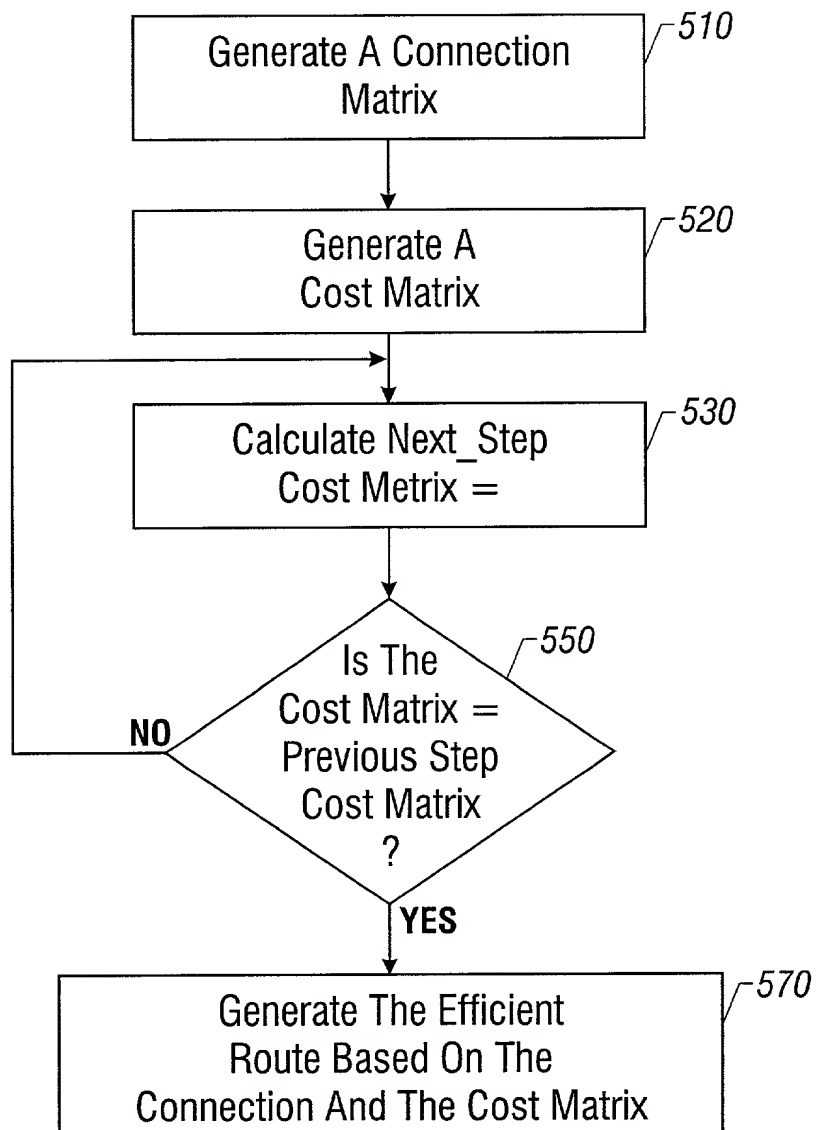 510
Generate A Connection
Matrix
520
Generate A
Cost Matrix
530
Calculate Next_Step
Cost Metrix =
550
Is The
Cost Matrix =
Previous Step
Cost Matrix
?
NO
YES
570
Generate The Efficient
Route Based On The
Connection And The Cost Matrix